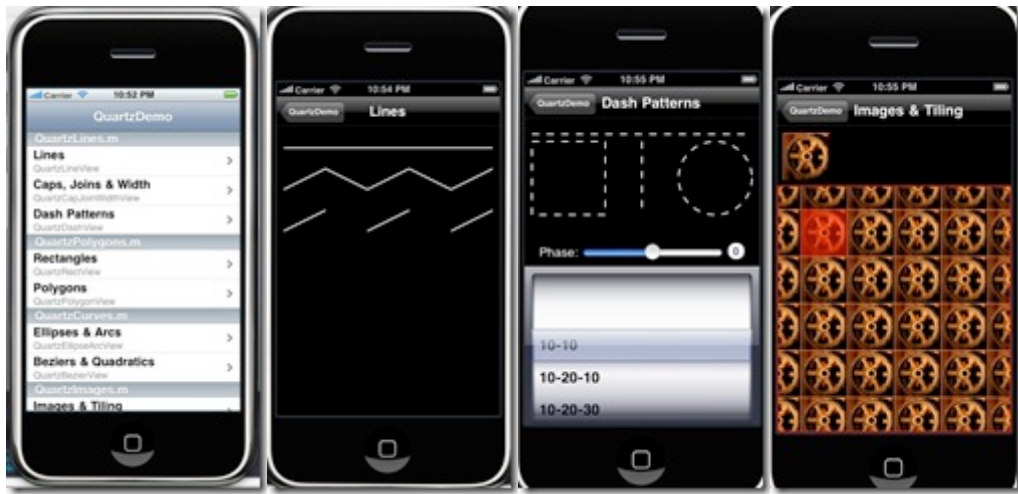 Carrier 10:52 PM
QuartzDemo
QuartzLines.m
Lines
QuartzLineView
Caps, Joins & Width
QuartzCapJoinWidthView
Dash Patterns
QuartzDashView
QuartzPolygons.m
Rectangles
QuartzRectView
Polygons
QuartzPolygonView
QuartzCurves.m
Ellipses & Arcs
QuartzEllipseArcView
Beziers & Quadratics
QuartzBezierView
QuartzImages.m
Images & Tiling
Carrier 10:54 PM
QuartzDemo Lines
Carrier 10:55 PM
QuartzDemo Dash Patterns
Phase: 0
10-10
10-20-10
10-20-30
Carrier 10:55 PM
QuartzDemo Images & Tiling